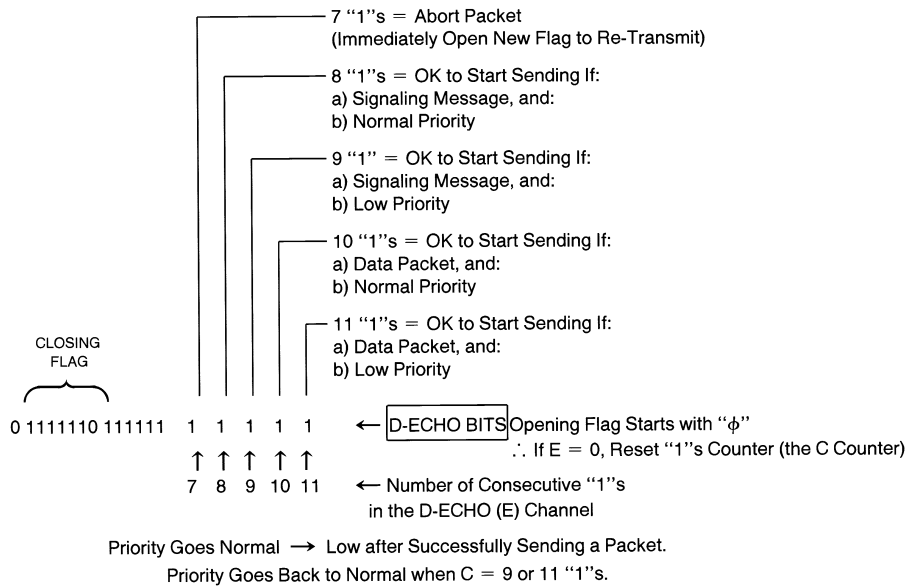 7 “1”s = Abort Packet
(Immediately Open New Flag to Re-Transmit)
8 “1”s = OK to Start Sending If:
a) Signaling Message, and:
b) Normal Priority
9 “1” = OK to Start Sending If:
a) Signaling Message, and:
b) Low Priority
10 “1”s = OK to Start Sending If:
a) Data Packet, and:
b) Normal Priority
11 “1”s = OK to Start Sending If:
a) Data Packet, and:
b) Low Priority
CLOSING
FLAG
0 1111110 111111 1 1 1 1 1 ← D-ECHO BITS Opening Flag Starts with “ϕ”
∴ If E = 0, Reset “1”s Counter (the C Counter)
↑ ↑ ↑ ↑ ↑
7 8 9 10 11 ← Number of Consecutive “1”s
in the D-ECHO (E) Channel
Priority Goes Normal → Low after Successfully Sending a Packet.
Priority Goes Back to Normal when C = 9 or 11 “1”s.